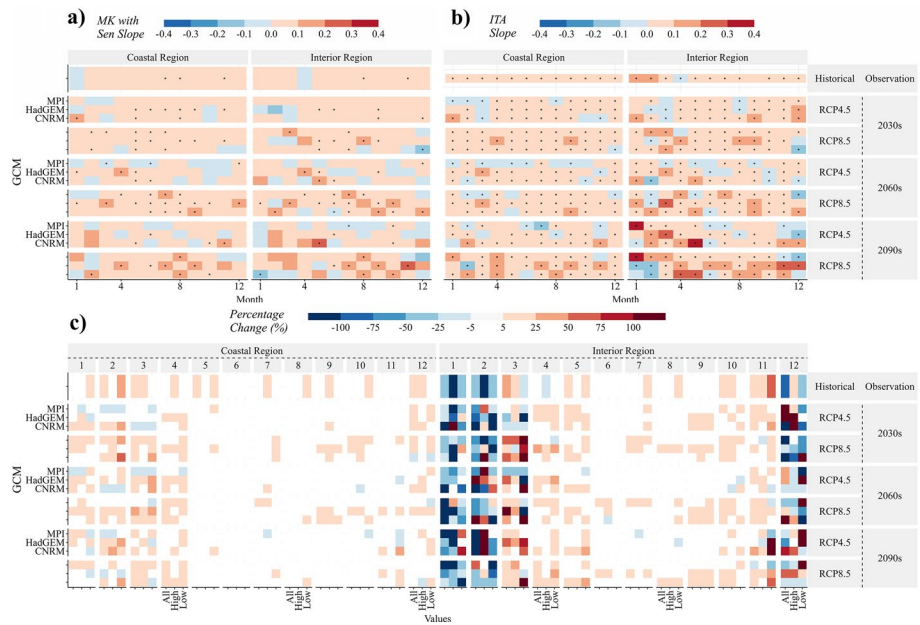 a)
MK with
Sen Slope
-0.4 -0.3 -0.2 -0.1 0.0 0.1 0.2 0.3 0.4
b)
ITA
Slope
-0.4 -0.3 -0.2 -0.1 0.0 0.1 0.2 0.3 0.4
Coastal Region Interior Region Coastal Region Interior Region
Historical Observation
MPI
HadGEM
CNRM
RCP4.5
RCP8.5
2030s
GCM
MPI
HadGEM
CNRM
RCP4.5
RCP8.5
2060s
MPI
HadGEM
CNRM
RCP4.5
RCP8.5
2090s
1 4 8 12 1 4 8 12 1 4 8 12 1 4 8 12
Month Month
c)
Percentage
Change (%)
-100 -75 -25 -5 5 25 50 75 100
Coastal Region Interior Region
1 2 3 4 5 6 7 8 9 10 11 12 1 2 3 4 5 6 7 8 9 10 11 12
Historical Observation
MPI
HadGEM
CNRM
RCP4.5
RCP8.5
2030s
GCM
MPI
HadGEM
CNRM
RCP4.5
RCP8.5
2060s
MPI
HadGEM
CNRM
RCP4.5
RCP8.5
2090s
All High Low All High Low All High Low All High Low All High Low All High Low
Values